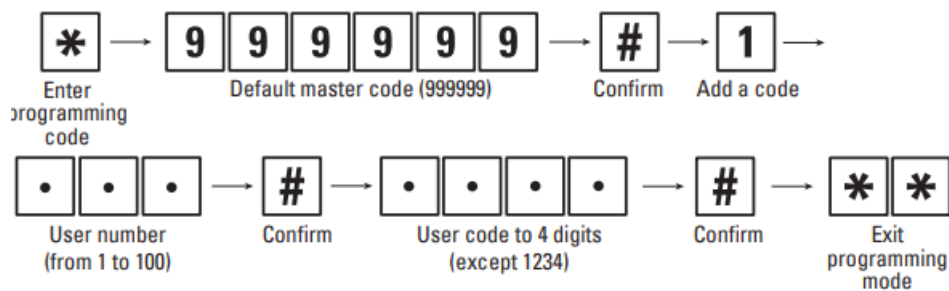 * 9 9 9 9 9 9 # 1
Enter Default master code (999999) Confirm Add a code
programming
code
• • • # • • • • # * *
User number Confirm User code to 4 digits Confirm Exit
(from 1 to 100) (except 1234) programming
mode